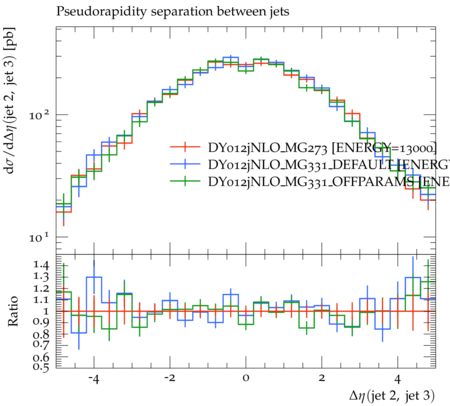 Pseudorapidity separation between jets
dσ/dΔη(jet 2, jet 3) [pb]
10²
DY012jNLO_MG273 [ENERGY=13000]
DY012jNLO_MG331_DEFAULT [ENERGY
DY012jNLO_MG331_OFFPARAMS [ENE
10¹
Ratio
1.4
1.3
1.2
1.1
1
0.9
0.8
0.7
0.6
0.5
-4 -2 0 2 4
Δη(jet 2, jet 3)